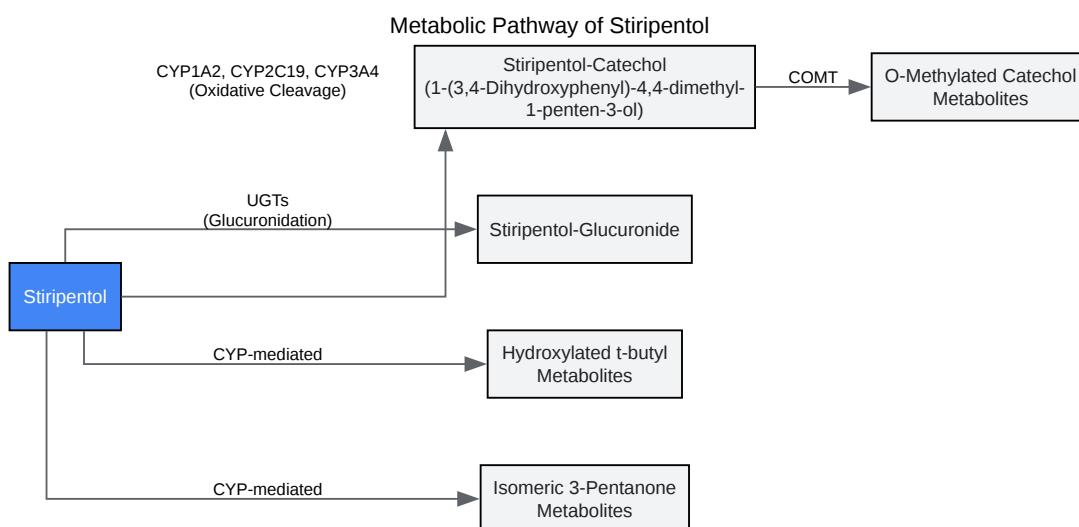 Metabolic Pathway of Stiripentol
CYP1A2, CYP2C19, CYP3A4
(Oxidative Cleavage)
Stiripentol-Catechol
(1-(3,4-Dihydroxyphenyl)-4,4-dimethyl-
1-penten-3-ol)
COMT
O-Methylated Catechol
Metabolites
UGTs
(Glucuronidation)
Stiripentol-Glucuronide
Stiripentol
CYP-mediated
Hydroxylated t-butyl
Metabolites
CYP-mediated
Isomeric 3-Pentanone
Metabolites